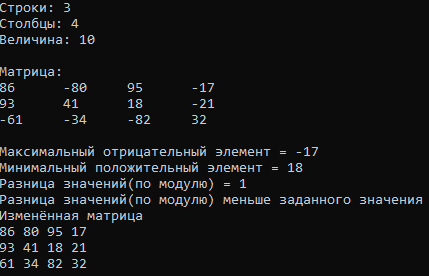 Строки: 3
Столбцы: 4
Величина: 10
Матрица:
86 -80 95 -17
93 41 18 -21
-61 -34 -82 32
Максимальный отрицательный элемент = -17
Минимальный положительный элемент = 18
Разница значений(по модулю) = 1
Разница значений(по модулю) меньше заданного значения
Изменённая матрица
86 80 95 17
93 41 18 21
61 34 82 32